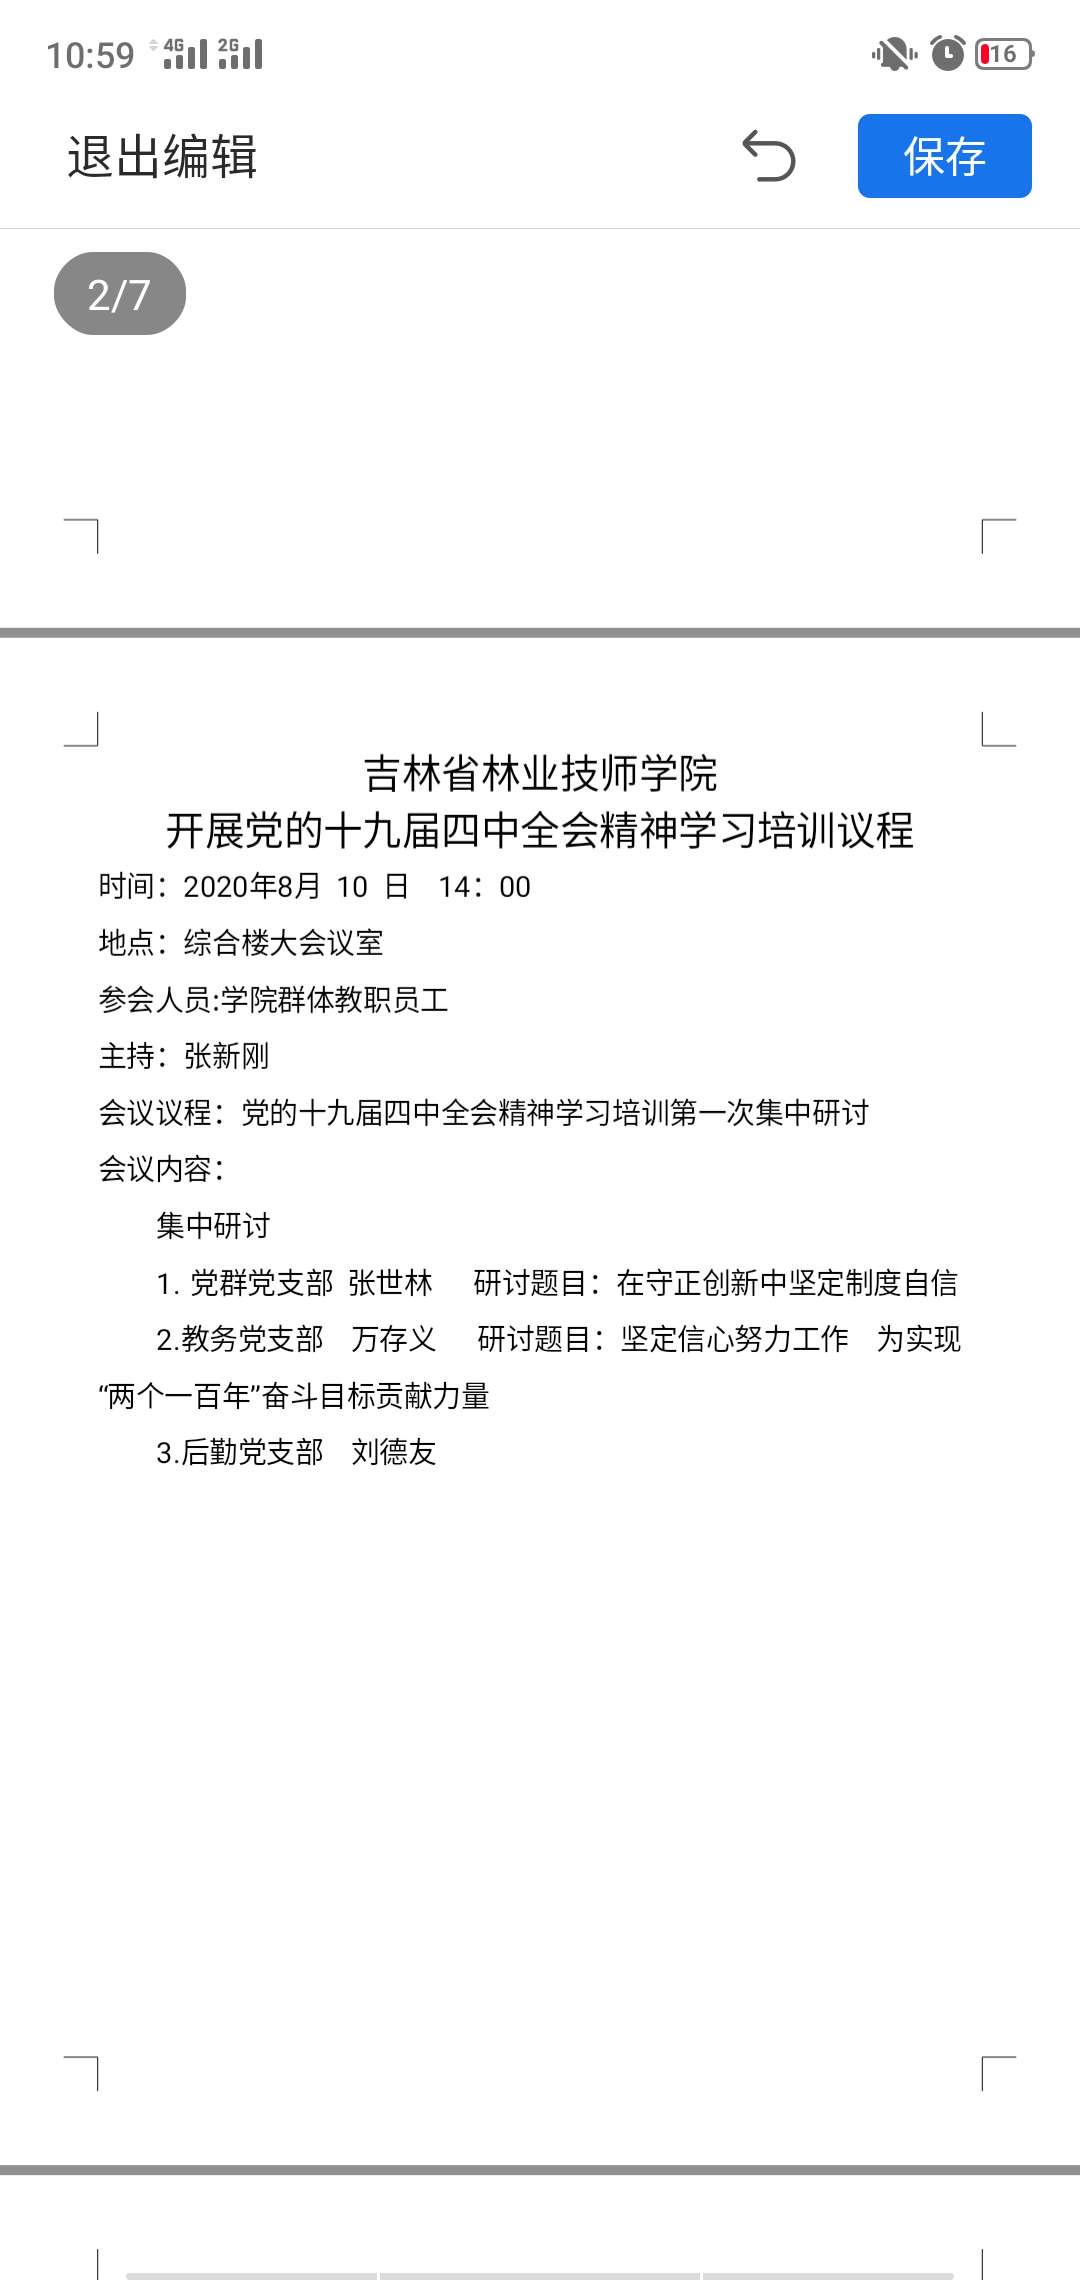 10:59 4G 2G 16
退出编辑 保存
2/7
吉林省林业技师学院
开展党的十九届四中全会精神学习培训议程
时间：2020年8月 10 日 14：00
地点：综合楼大会议室
参会人员:学院群体教职员工
主持：张新刚
会议议程：党的十九届四中全会精神学习培训第一次集中研讨
会议内容：
集中研讨
1. 党群党支部 张世林 研讨题目：在守正创新中坚定制度自信
2.教务党支部 万存义 研讨题目：坚定信心努力工作 为实现
“两个一百年”奋斗目标贡献力量
3.后勤党支部 刘德友